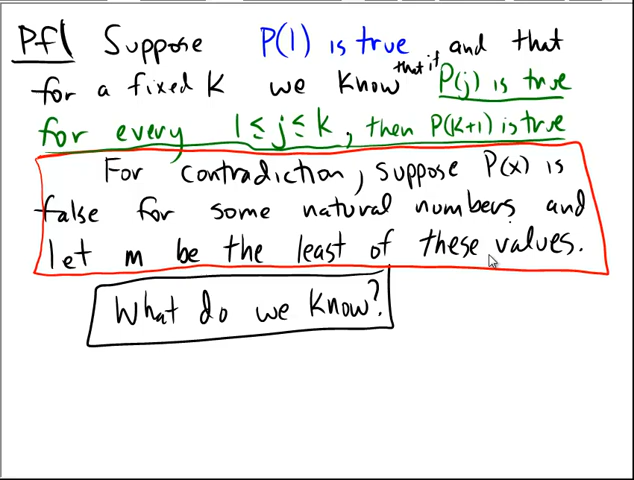 Pf| Suppose P(1) is true and that
for a fixed K we know that if P(j) is true
for every 1 ≤ j ≤ k, then P(K+1) is true
For contradiction, suppose P(x) is
false for some natural numbers and
let m be the least of these values.
What do we know?